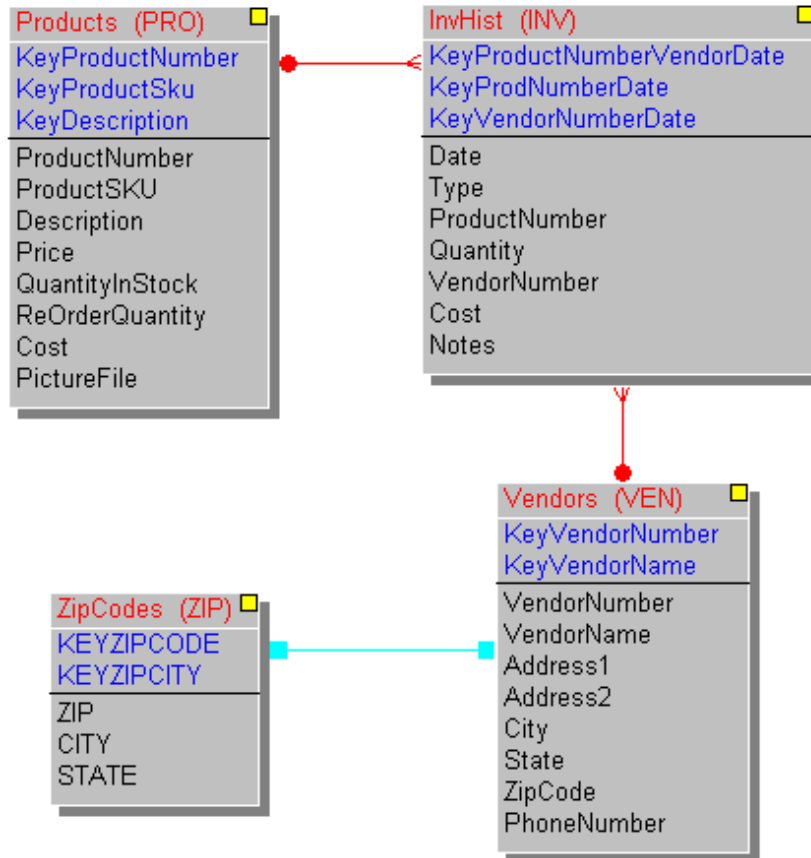 Products (PRO)
KeyProductNumber
KeyProductSku
KeyDescription
ProductNumber
ProductSKU
Description
Price
QuantityInStock
ReOrderQuantity
Cost
PictureFile
InvHist (INV)
KeyProductNumberVendorDate
KeyProdNumberDate
KeyVendorNumberDate
Date
Type
ProductNumber
Quantity
VendorNumber
Cost
Notes
ZipCodes (ZIP)
KEYZIPCODE
KEYZIPCITY
ZIP
CITY
STATE
Vendors (VEN)
KeyVendorNumber
KeyVendorName
VendorNumber
VendorName
Address1
Address2
City
State
ZipCode
PhoneNumber